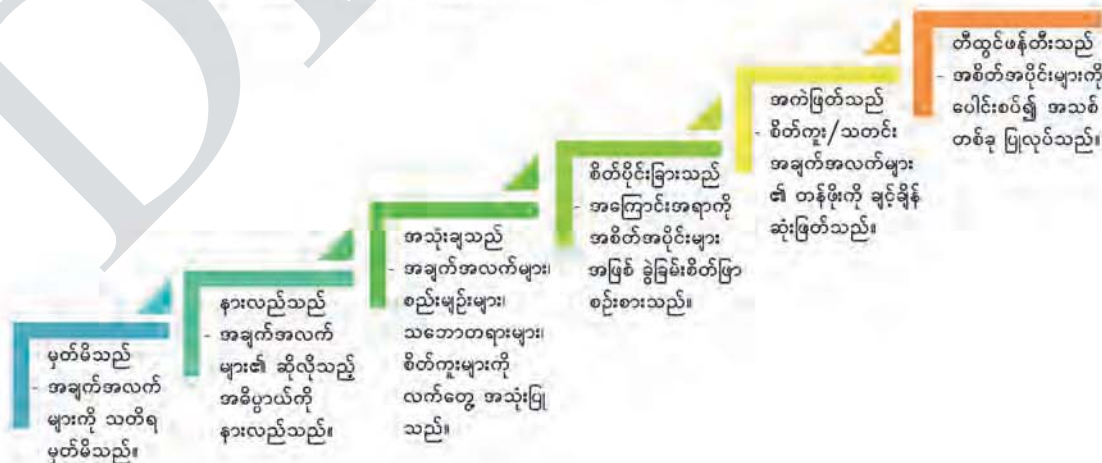 မှတ်မိသည်
- အချက်အလက်
များကို သတိရ
မှတ်မိသည်။
နားလည်သည်
- အချက်အလက်
များ၏ ဆိုလိုသည့်
အဓိပ္ပာယ်ကို
နားလည်သည်။
အသုံးချသည်
- အချက်အလက်များ၊
စည်းမျဉ်းများ၊
သဘောတရားများ၊
စိတ်ကူးများကို
လက်တွေ့ အသုံးပြု
သည်။
စိတ်ပိုင်းခြားသည်
- အကြောင်းအရာကို
အစိတ်အပိုင်းများ
အဖြစ် ခွဲခြမ်းစိတ်ဖြာ
စဉ်းစားသည်။
အကဲဖြတ်သည်
- စိတ်ကူး/သတင်း
အချက်အလက်များ
၏ တန်ဖိုးကို ချင့်ချိန်
ဆုံးဖြတ်သည်။
တီထွင်ဖန်တီးသည်
- အစိတ်အပိုင်းများကို
ပေါင်းစပ်၍ အသစ်
တစ်ခု ပြုလုပ်သည်။